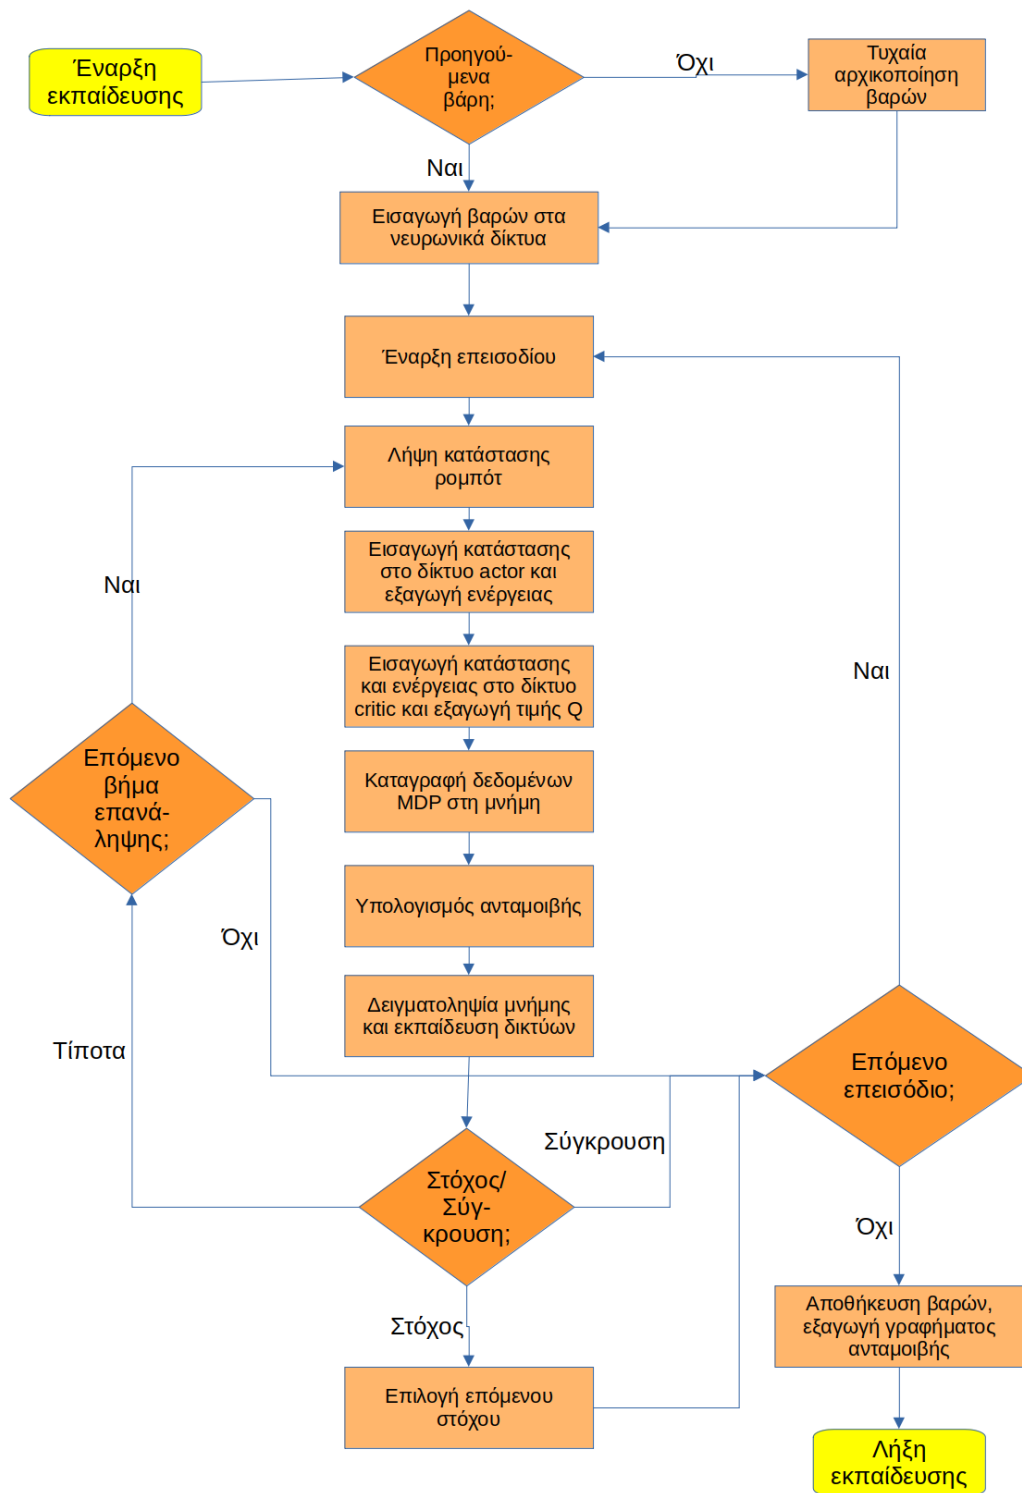 Έναρξη
εκπαίδευσης
Προηγού-
μενα
βάρη;
Όχι
Τυχαία
αρχικοποίηση
βαρών
Ναι
Εισαγωγή βαρών στα
νευρωνικά δίκτυα
Έναρξη επεισοδίου
Λήψη κατάστασης
ρομπότ
Εισαγωγή κατάστασης
στο δίκτυο actor και
εξαγωγή ενέργειας
Ναι
Εισαγωγή κατάστασης
και ενέργειας στο δίκτυο
critic και εξαγωγή τιμής Q
Ναι
Επόμενο
βήμα
επανά-
ληψης;
Καταγραφή δεδομένων
MDP στη μνήμη
Υπολογισμός ανταμοιβής
Όχι
Δειγματοληψία μνήμης
και εκπαίδευση δικτύων
Τίποτα
Επόμενο
επεισόδιο;
Σύγκρουση
Στόχος/
Σύγ-
κρουση;
Όχι
Στόχος
Αποθήκευση βαρών,
εξαγωγή γραφήματος
ανταμοιβής
Επιλογή επόμενου
στόχου
Λήξη
εκπαίδευσης